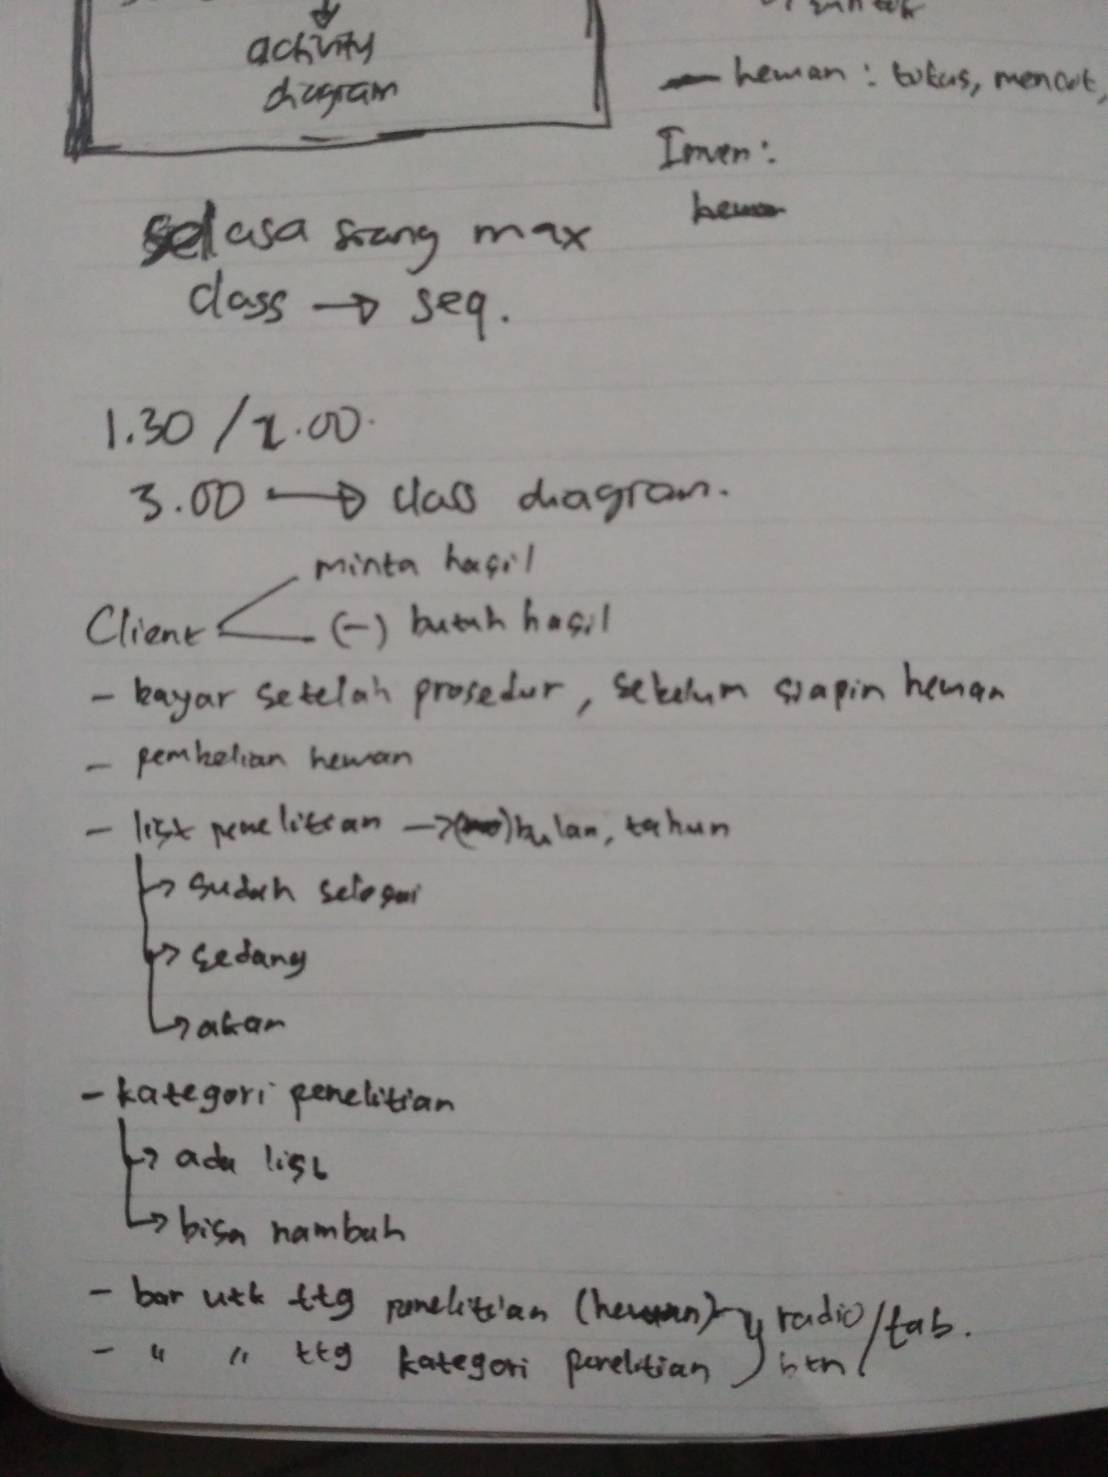 activity
diagram
hewan : tikus, mencit,
Inven :
hewan
selasa siang max
class → seq.
1.30 / 2.00
3.00 → class diagram.
minta hasil
Client
(-) butuh hasil
- bayar setelah prosedur, sebelum siapin hewan
- pembelian hewan
- list penelitian → bulan, tahun
→ sudah selesai
→ sedang
→ akan
- kategori penelitian
→ ada list
→ bisa nambah
- bar utk ttg penelitian (hewan) radio / tab.
- " " ttg kategori penelitian btn